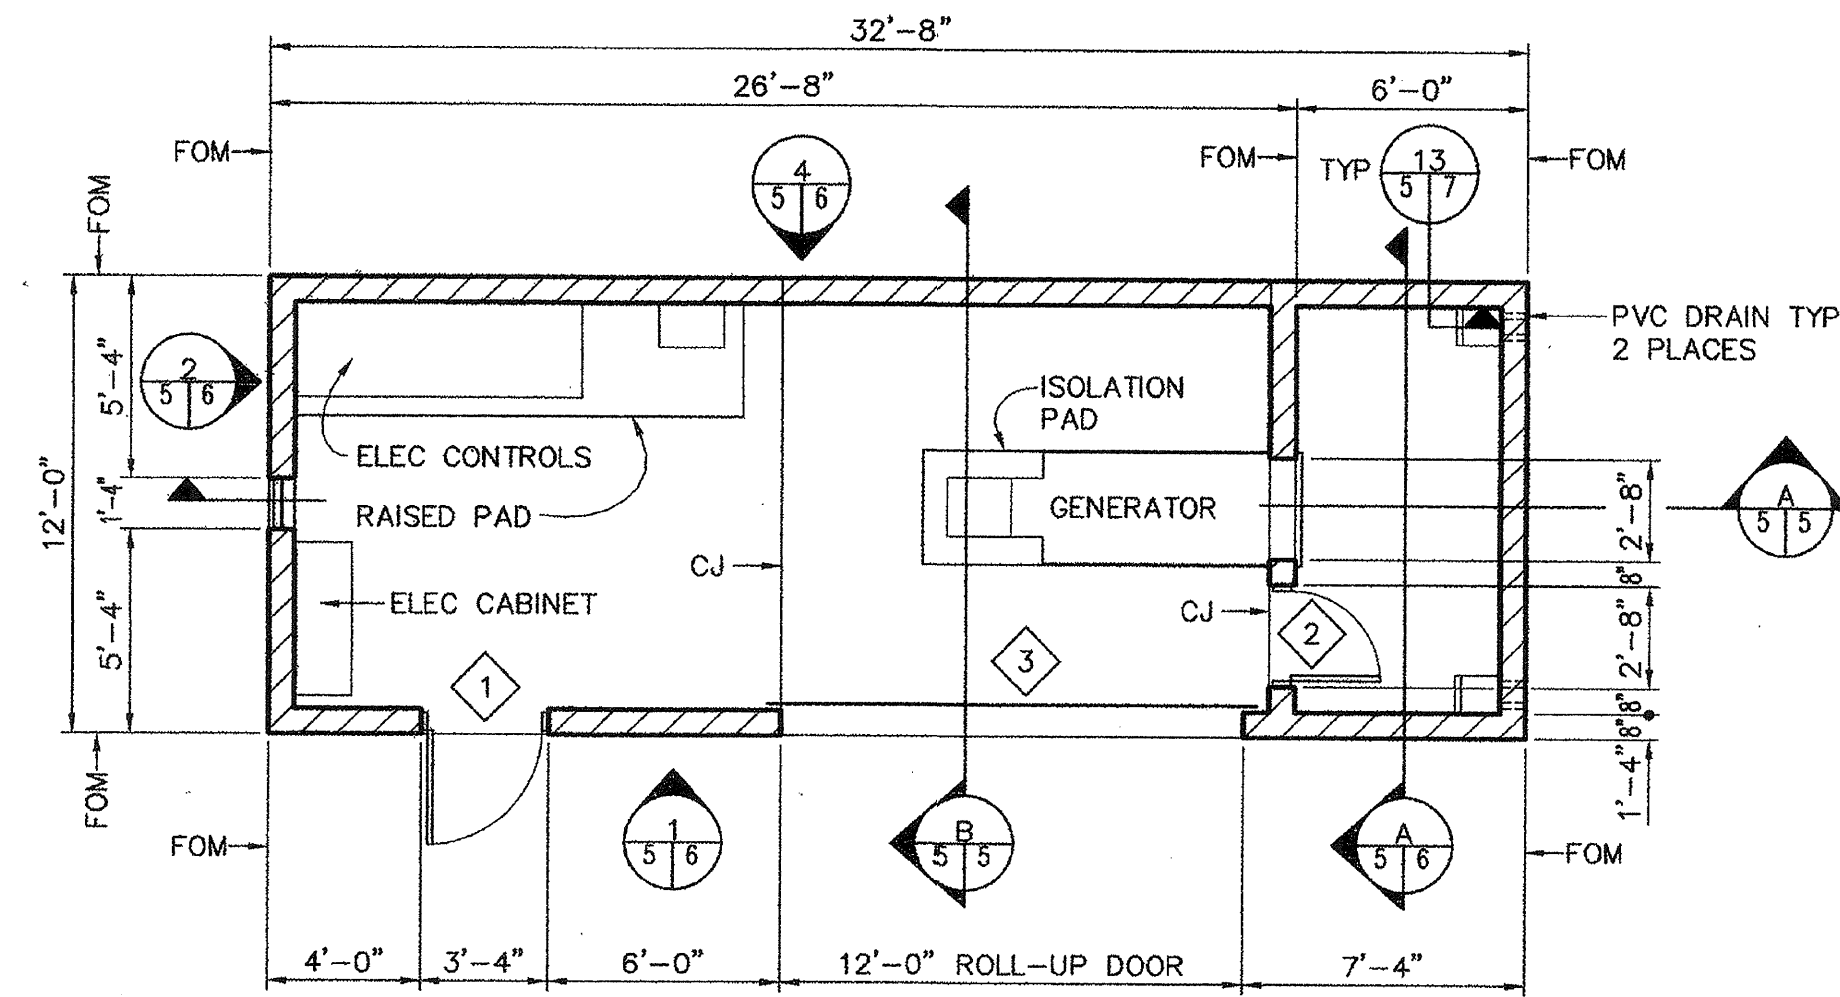 32'-8"
26'-8"
6'-0"
FOM
FOM
TYP
13
5 7
FOM
4
5 6
FOM
PVC DRAIN TYP
2 PLACES
2
5 6
5'-4"
1'-4"
5'-4"
12'-0"
ELEC CONTROLS
RAISED PAD
ELEC CABINET
ISOLATION
PAD
GENERATOR
CJ
CJ
A
5 5
2'-8"
8"
2'-8"
8"
8"
1'-4"
1
2
3
FOM
FOM
1
5 6
B
5 5
A
5 6
FOM
4'-0"
3'-4"
6'-0"
12'-0" ROLL-UP DOOR
7'-4"